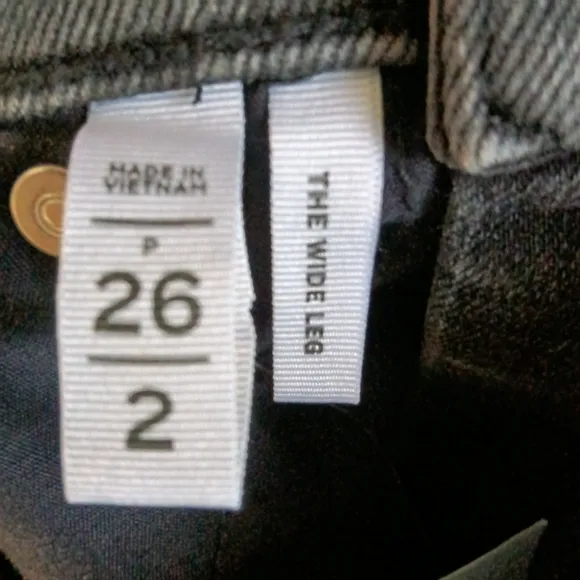 MADE IN
VIETNAM
P
26
2
THE WIDE LEG